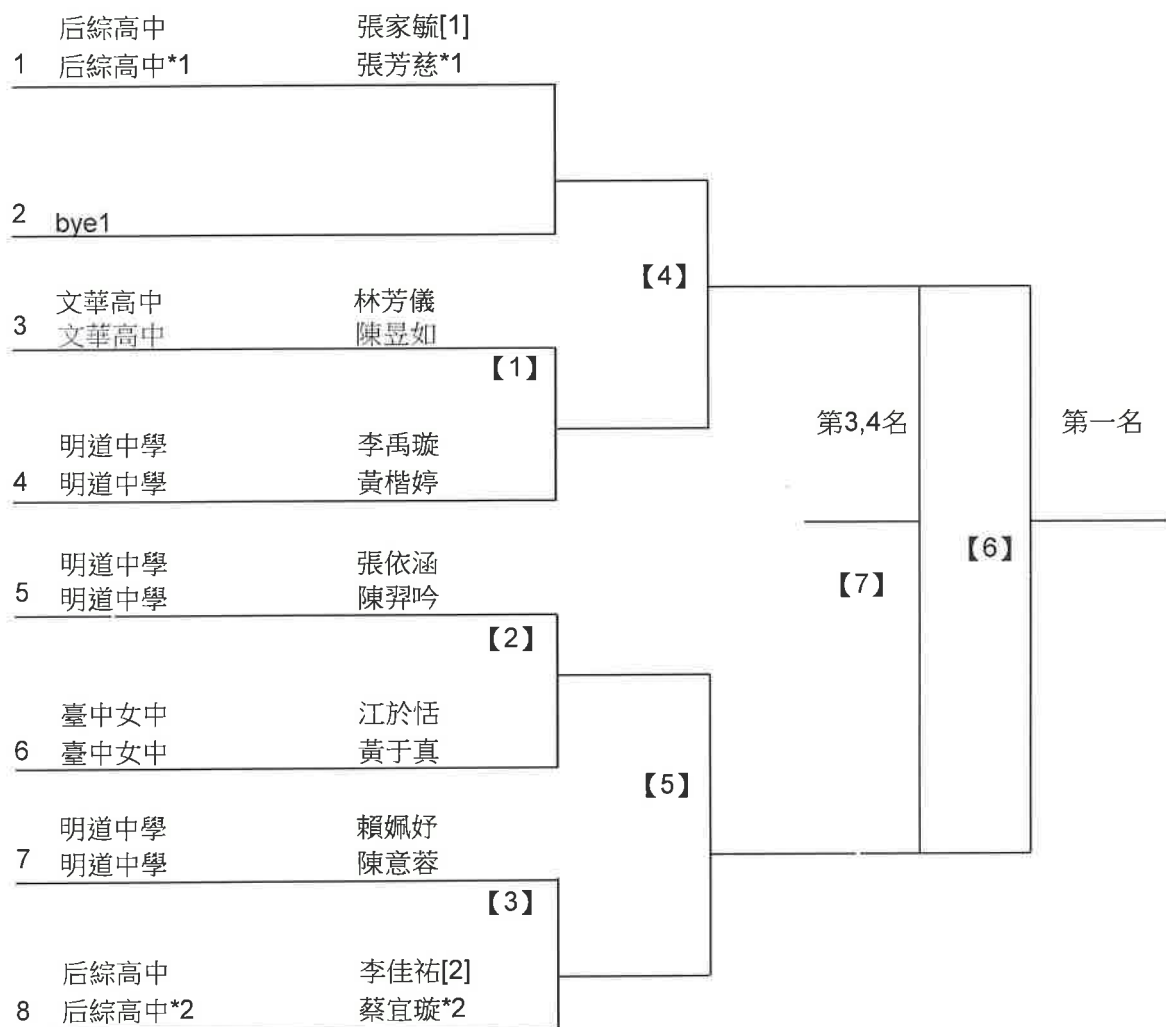 后綜高中 張家毓[1]
1 后綜高中*1 張芳慈*1
2 bye1
【4】
文華高中 林芳儀
3 文華高中 陳昱如
【1】
第3,4名 第一名
明道中學 李禹璇
4 明道中學 黃楷婷
【6】
明道中學 張依涵
5 明道中學 陳羿吟
【7】
【2】
臺中女中 江於恬
6 臺中女中 黃于真
【5】
明道中學 賴姵妤
7 明道中學 陳意蓉
【3】
后綜高中 李佳祐[2]
8 后綜高中*2 蔡宜璇*2